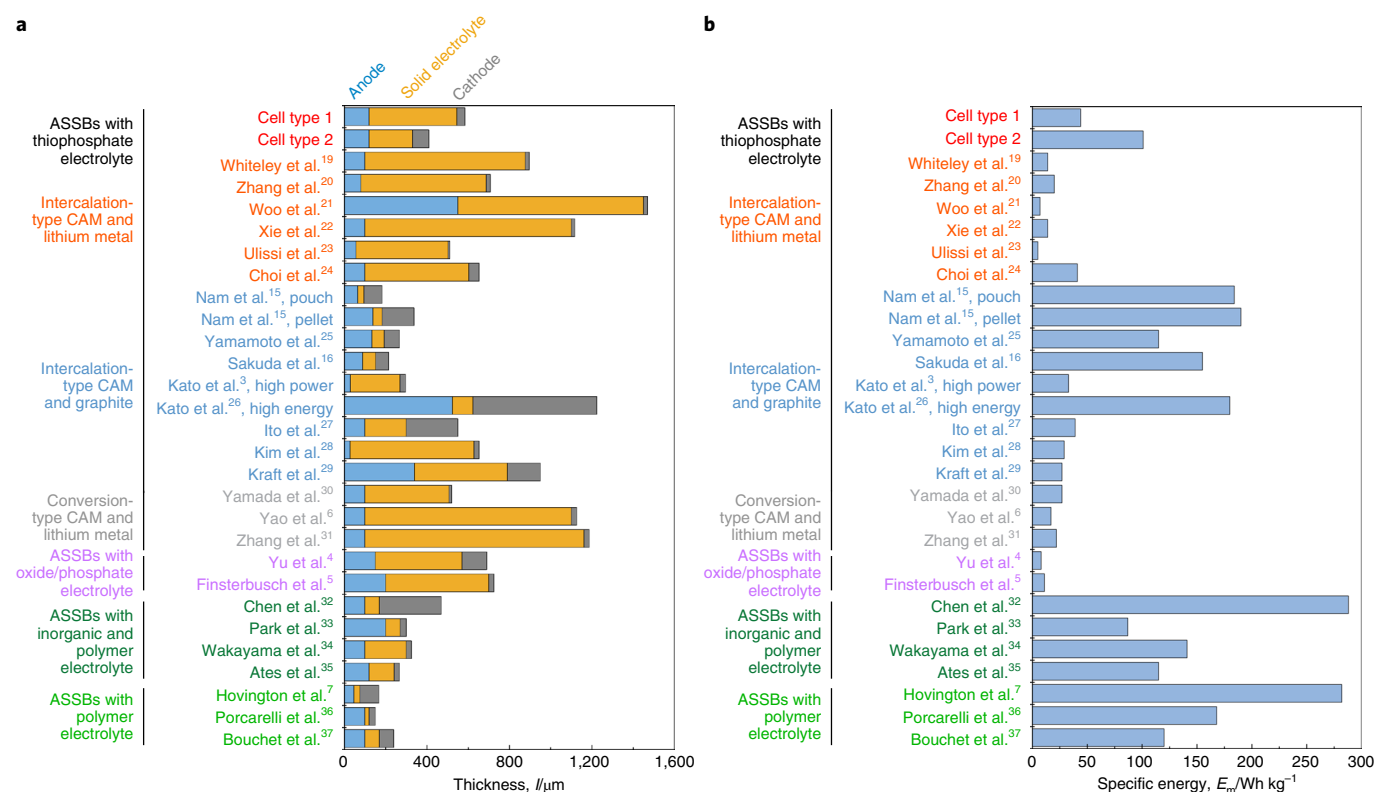 a
Anode
Solid electrolyte
Cathode
ASSBs with
thiophosphate
electrolyte
Intercalation-
type CAM and
lithium metal
Intercalation-
type CAM
and graphite
Conversion-
type CAM and
lithium metal
ASSBs with
oxide/phosphate
electrolyte
ASSBs with
inorganic and
polymer
electrolyte
ASSBs with
polymer
electrolyte
Cell type 1
Cell type 2
Whiteley et al.19
Zhang et al.20
Woo et al.21
Xie et al.22
Ulissi et al.23
Choi et al.24
Nam et al.15, pouch
Nam et al.15, pellet
Yamamoto et al.25
Sakuda et al.16
Kato et al.3, high power
Kato et al.26, high energy
Ito et al.27
Kim et al.28
Kraft et al.29
Yamada et al.30
Yao et al.6
Zhang et al.31
Yu et al.4
Finsterbusch et al.5
Chen et al.32
Park et al.33
Wakayama et al.34
Ates et al.35
Hovington et al.7
Porcarelli et al.36
Bouchet et al.37
0 400 800 1,200 1,600
Thickness, l/μm
b
ASSBs with
thiophosphate
electrolyte
Intercalation-
type CAM and
lithium metal
Intercalation-
type CAM
and graphite
Conversion-
type CAM and
lithium metal
ASSBs with
oxide/phosphate
electrolyte
ASSBs with
inorganic and
polymer
electrolyte
ASSBs with
polymer
electrolyte
Cell type 1
Cell type 2
Whiteley et al.19
Zhang et al.20
Woo et al.21
Xie et al.22
Ulissi et al.23
Choi et al.24
Nam et al.15, pouch
Nam et al.15, pellet
Yamamoto et al.25
Sakuda et al.16
Kato et al.3, high power
Kato et al.26, high energy
Ito et al.27
Kim et al.28
Kraft et al.29
Yamada et al.30
Yao et al.6
Zhang et al.31
Yu et al.4
Finsterbusch et al.5
Chen et al.32
Park et al.33
Wakayama et al.34
Ates et al.35
Hovington et al.7
Porcarelli et al.36
Bouchet et al.37
0 50 100 150 200 250 300
Specific energy, Em/Wh kg−1